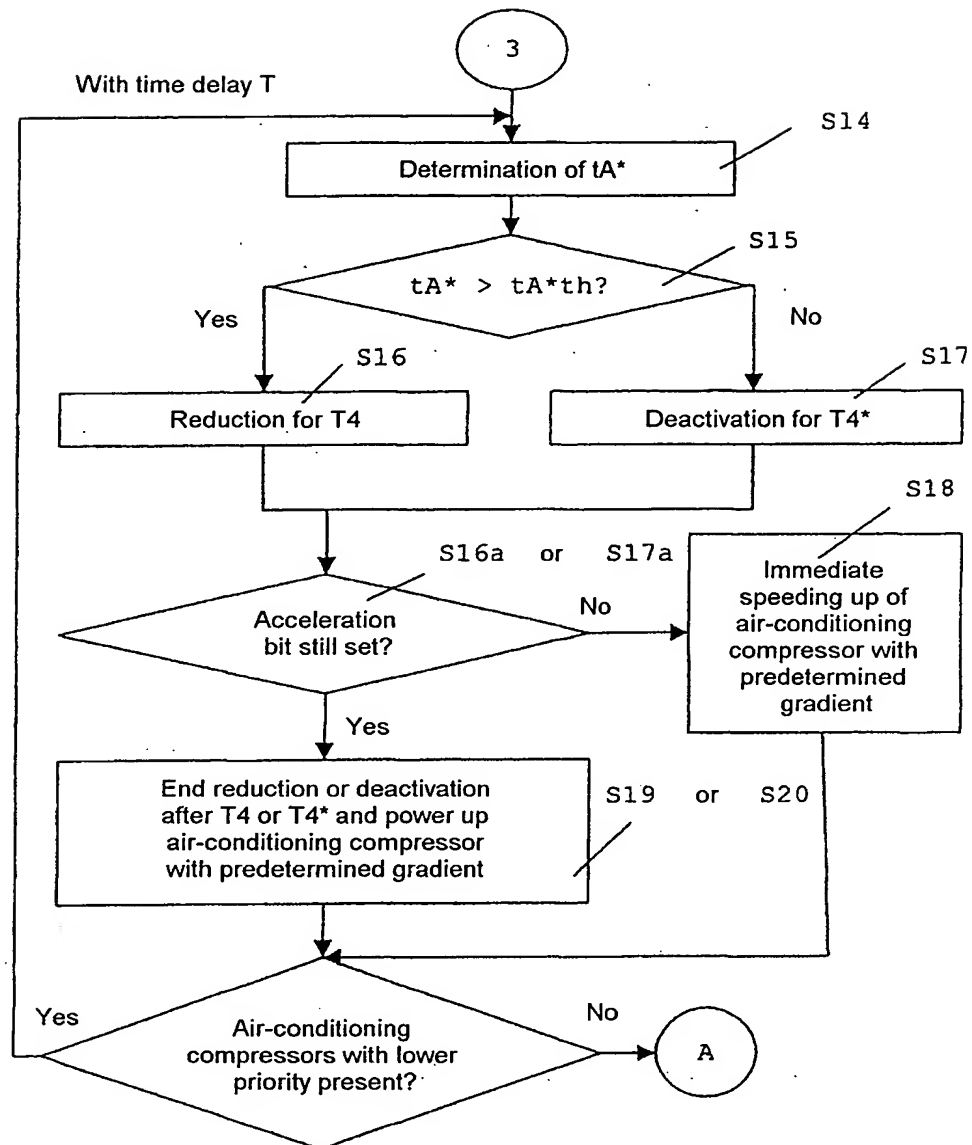 3
With time delay T
S14
Determination of tA*
S15
tA* > tA*th?
Yes
No
S16
S17
Reduction for T4
Deactivation for T4*
S18
S16a or S17a
Immediate
speeding up of
air-conditioning
compressor with
predetermined
gradient
Acceleration
bit still set?
No
Yes
End reduction or deactivation
after T4 or T4* and power up
air-conditioning compressor
with predetermined gradient
S19 or S20
Yes
No
Air-conditioning
compressors with lower
priority present?
A